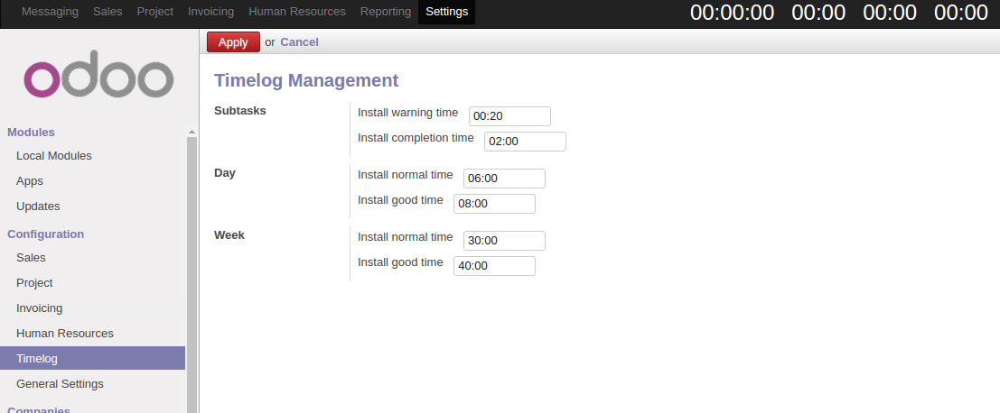 Messaging Sales Project Invoicing Human Resources Reporting Settings 00:00:00 00:00 00:00 00:00
Apply or Cancel
odoo
Modules
Local Modules
Apps
Updates
Configuration
Sales
Project
Invoicing
Human Resources
Timelog
General Settings
Companies
Timelog Management
Subtasks Install warning time 00:20
Install completion time 02:00
Day Install normal time 06:00
Install good time 08:00
Week Install normal time 30:00
Install good time 40:00